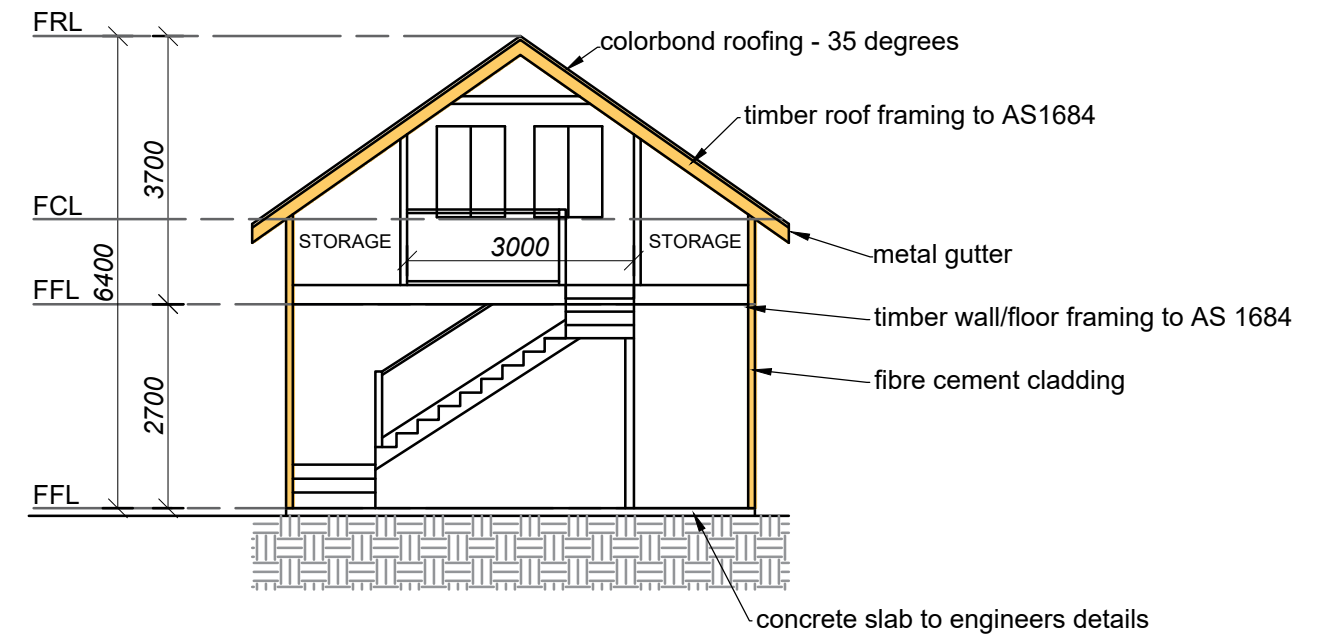 FRL
colorbond roofing - 35 degrees
timber roof framing to AS1684
3700
FCL
STORAGE
3000
STORAGE
metal gutter
6400
FFL
timber wall/floor framing to AS 1684
fibre cement cladding
2700
FFL
concrete slab to engineers details